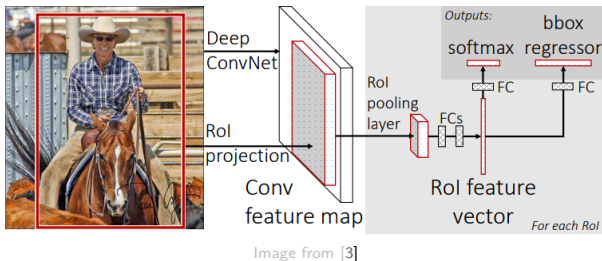 Deep
ConvNet
RoI
projection
Conv
feature map
RoI
pooling
layer
FCs
RoI feature
vector
Outputs:
softmax
bbox
regressor
FC
FC
For each RoI
Image from [3]